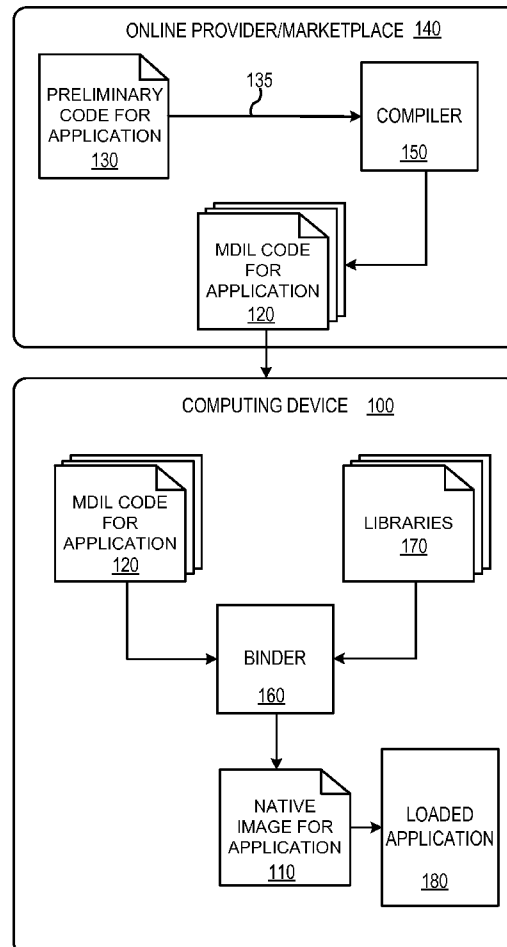 ONLINE PROVIDER/MARKETPLACE 140
135
PRELIMINARY
CODE FOR
APPLICATION
130
COMPILER
150
MDIL CODE
FOR
APPLICATION
120
COMPUTING DEVICE 100
MDIL CODE
FOR
APPLICATION
120
LIBRARIES
170
BINDER
160
NATIVE
IMAGE FOR
APPLICATION
110
LOADED
APPLICATION
180